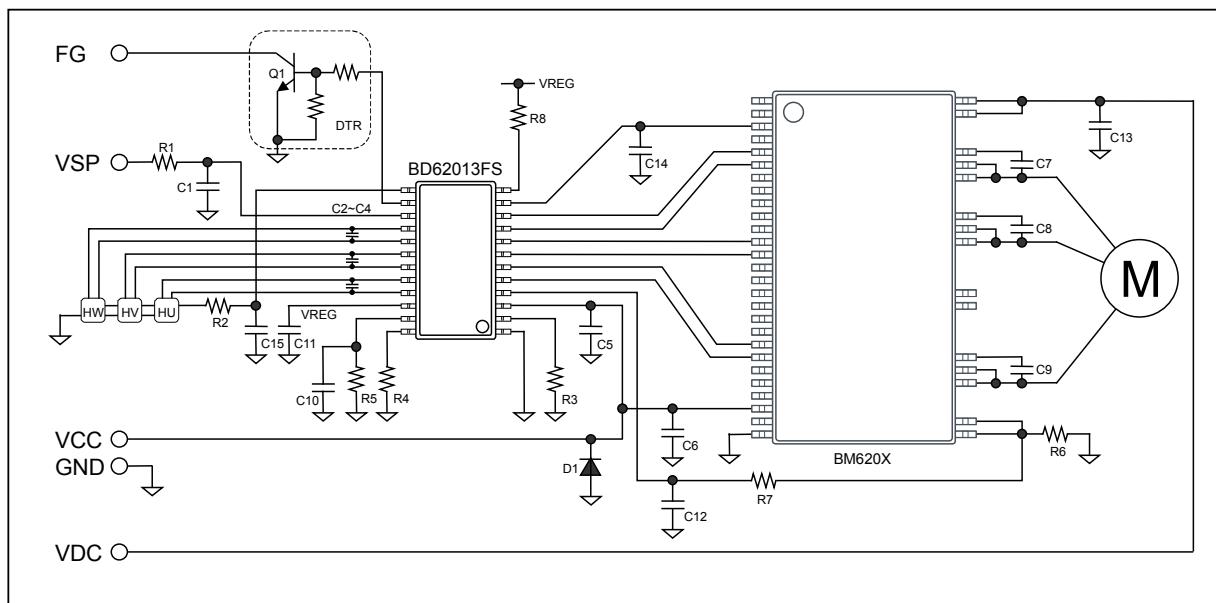 FG
Q1
DTR
VREG
R8
VSP
R1
C1
BD62013FS
C2~C4
C14
C13
C7
C8
M
HW
HV
HU
R2
C15
VREG
C11
C5
C10
R5
R4
R3
C9
VCC
GND
D1
C6
BM620X
R6
R7
C12
VDC